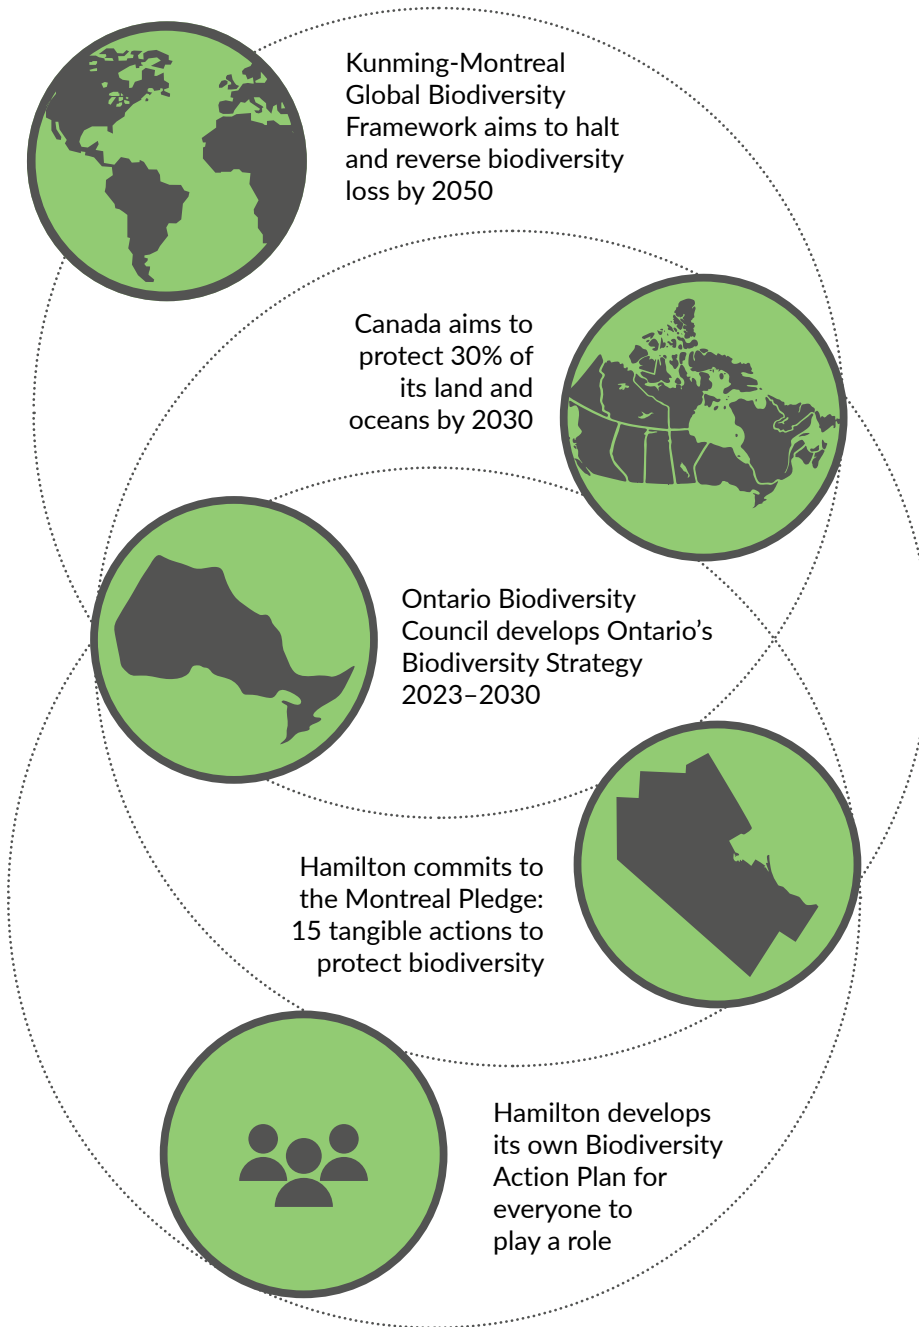 Kunming-Montreal
Global Biodiversity
Framework aims to halt
and reverse biodiversity
loss by 2050
Canada aims to
protect 30% of
its land and
oceans by 2030
Ontario Biodiversity
Council develops Ontario’s
Biodiversity Strategy
2023–2030
Hamilton commits to
the Montreal Pledge:
15 tangible actions to
protect biodiversity
Hamilton develops
its own Biodiversity
Action Plan for
everyone to
play a role